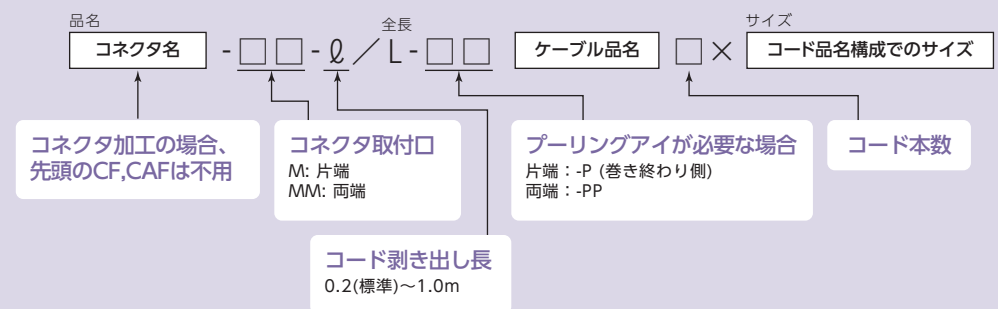 品名 全長 サイズ
コネクタ名 -□□-ℓ／L-□□ ケーブル品名 □× コード品名構成でのサイズ
コネクタ加工の場合、
先頭のCF,CAFは不用
コネクタ取付口
M: 片端
MM: 両端
プーリングアイが必要な場合
片端：-P (巻き終わり側)
両端：-PP
コード本数
コード剥き出し長
0.2(標準)～1.0m